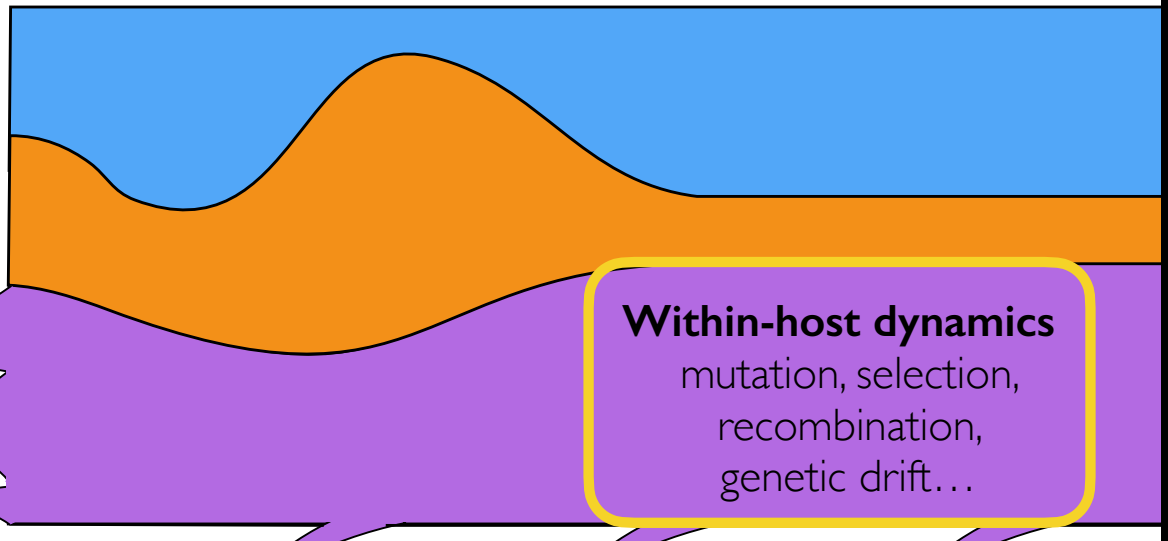 Within-host dynamics
mutation, selection,
recombination,
genetic drift…